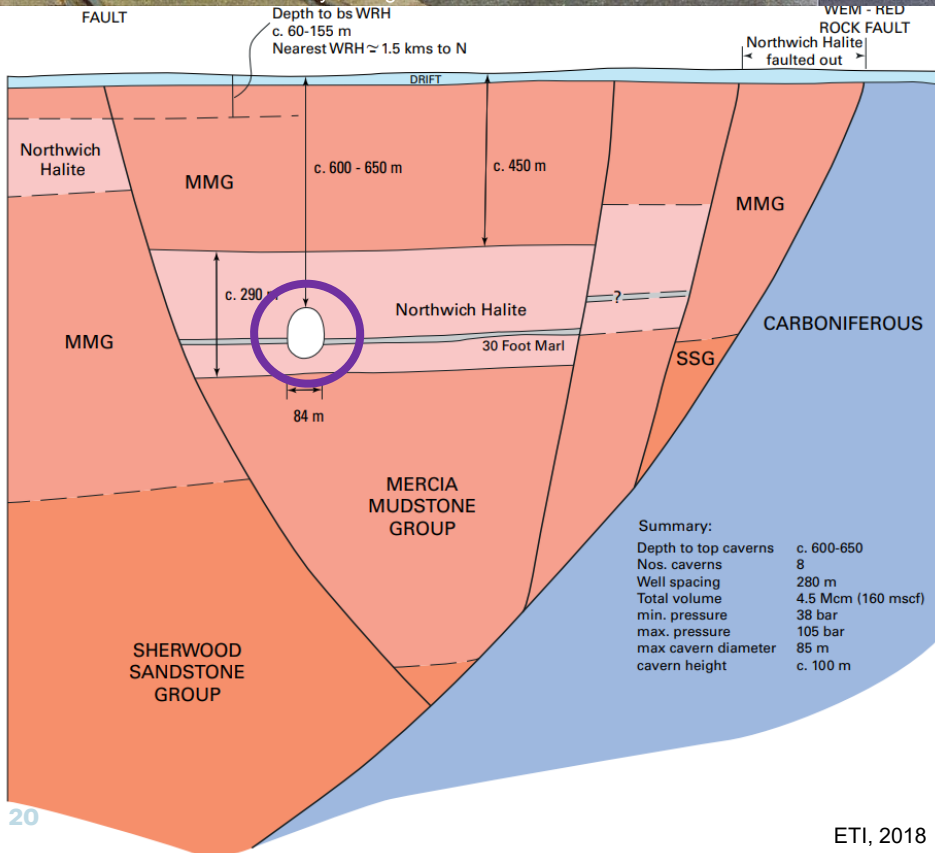 FAULT
Depth to bs WRH
c. 60-155 m
Nearest WRH ~ 1.5 kms to N
WEM - RED
ROCK FAULT
Northwich Halite
faulted out
DRIFT
Northwich
Halite
MMG
c. 600 - 650 m
c. 450 m
MMG
c. 290 m
Northwich Halite
?
CARBONIFEROUS
MMG
30 Foot Marl
SSG
84 m
MERCIA
MUDSTONE
GROUP
Summary:
Depth to top caverns c. 600-650
Nos. caverns 8
Well spacing 280 m
Total volume 4.5 Mcm (160 mscf)
min. pressure 38 bar
max. pressure 105 bar
max cavern diameter 85 m
cavern height c. 100 m
SHERWOOD
SANDSTONE
GROUP
20
ETI, 2018